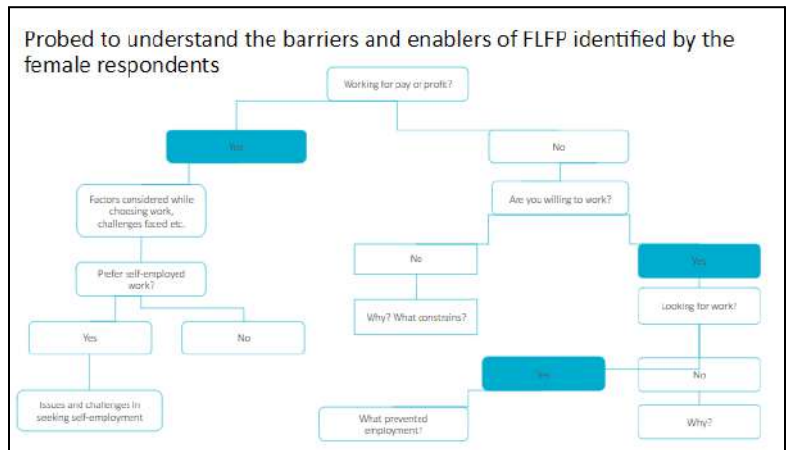 Probed to understand the barriers and enablers of FLFP identified by the
female respondents
Working for pay or profit?
Yes
No
Factors considered while
choosing work,
challenges faced etc.
Are you willing to work?
No
Yes
Prefer self-employed
work?
Why? What constrains?
Looking for work?
Yes
No
Yes
No
Issues and challenges in
seeking self-employment
What prevented
employment?
Why?